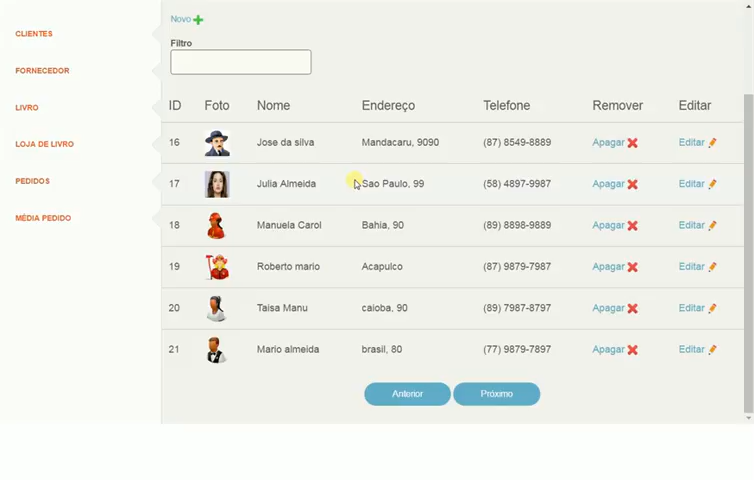 CLIENTES
FORNECEDOR
LIVRO
LOJA DE LIVRO
PEDIDOS
MÉDIA PEDIDO
Novo
Filtro
ID Foto Nome Endereço Telefone Remover Editar
16 Jose da silva Mandacaru, 9090 (87) 8549-8889 Apagar Editar
17 Julia Almeida Sao Paulo, 99 (58) 4897-9987 Apagar Editar
18 Manuela Carol Bahia, 90 (89) 8898-9889 Apagar Editar
19 Roberto mario Acapulco (87) 9879-7987 Apagar Editar
20 Taisa Manu caioba, 90 (89) 7987-8797 Apagar Editar
21 Mario almeida brasil, 80 (77) 9879-7897 Apagar Editar
Anterior Próximo